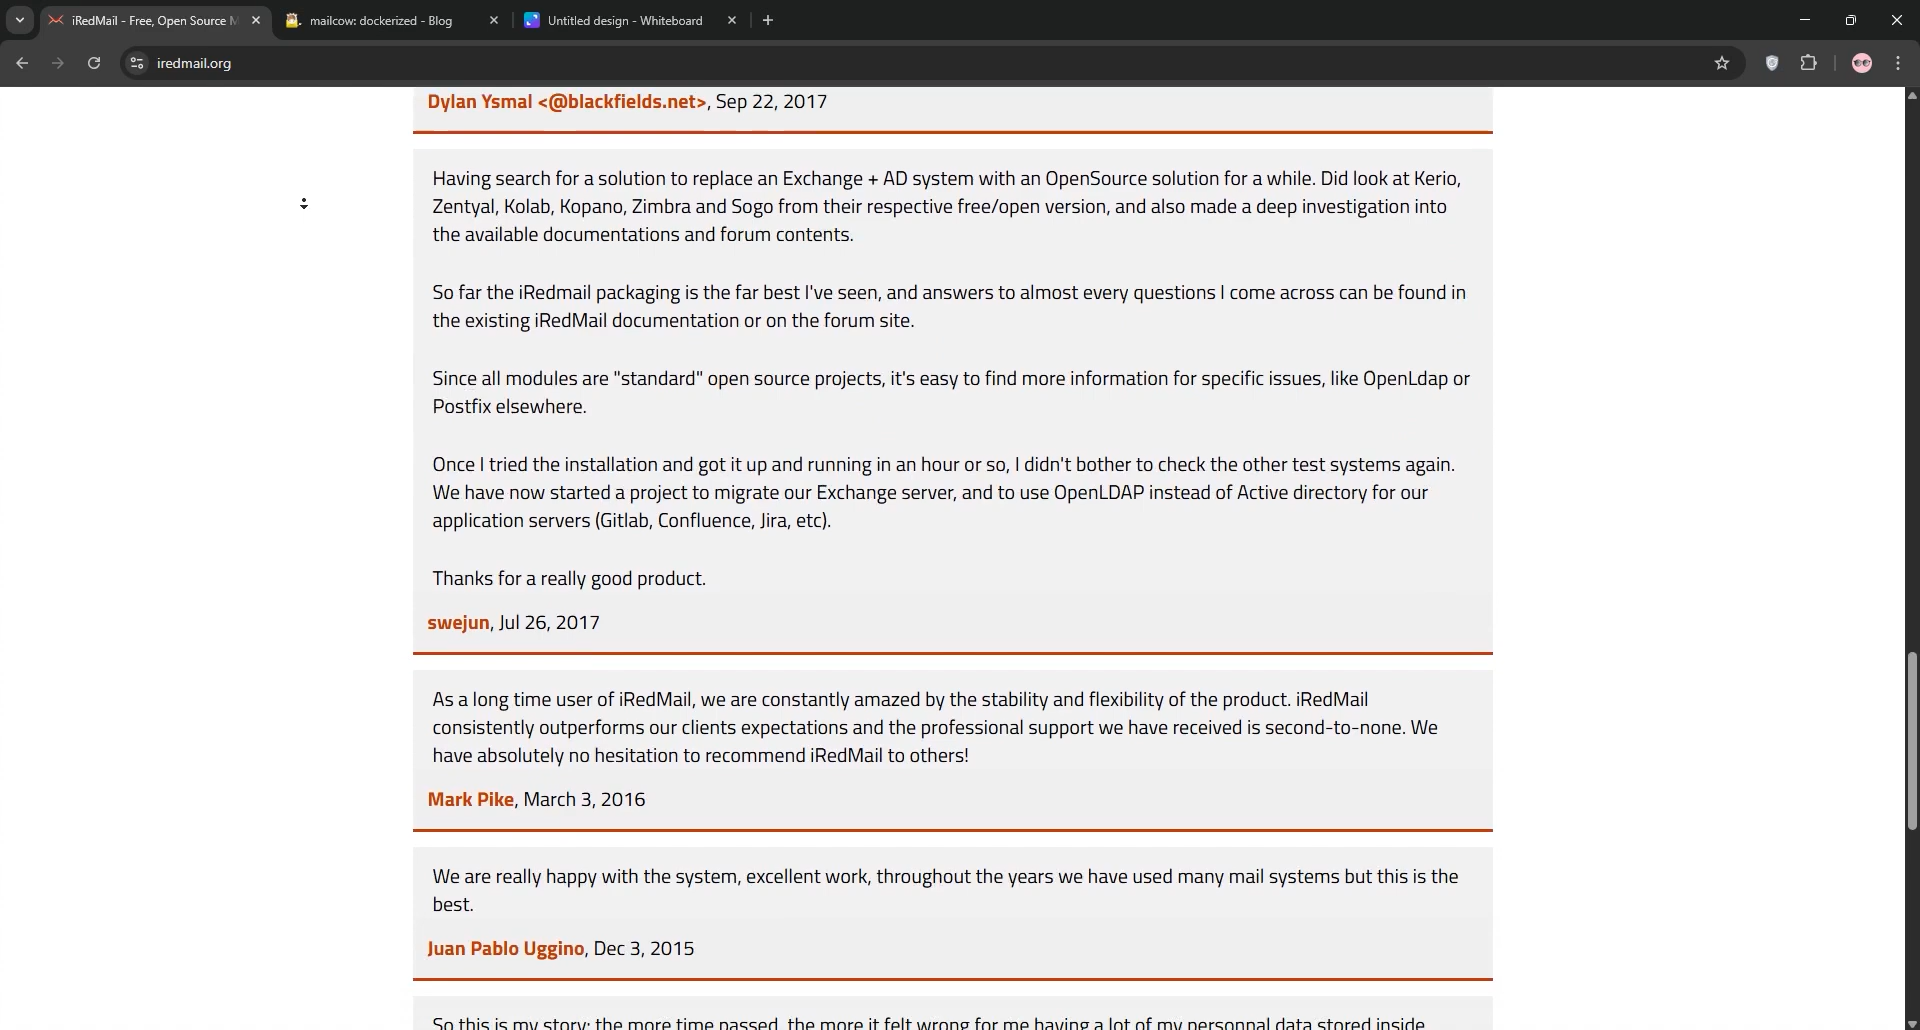 iRedMail - Free, Open Source M
mailcow: dockerized - Blog
Untitled design - Whiteboard
iredmail.org
Dylan Ysmal <@blackfields.net>, Sep 22, 2017
Having search for a solution to replace an Exchange + AD system with an OpenSource solution for a while. Did look at Kerio,
Zentyal, Kolab, Kopano, Zimbra and Sogo from their respective free/open version, and also made a deep investigation into
the available documentations and forum contents.
So far the iRedmail packaging is the far best I've seen, and answers to almost every questions I come across can be found in
the existing iRedMail documentation or on the forum site.
Since all modules are "standard" open source projects, it's easy to find more information for specific issues, like OpenLdap or
Postfix elsewhere.
Once I tried the installation and got it up and running in an hour or so, I didn't bother to check the other test systems again.
We have now started a project to migrate our Exchange server, and to use OpenLDAP instead of Active directory for our
application servers (Gitlab, Confluence, Jira, etc).
Thanks for a really good product.
swejun, Jul 26, 2017
As a long time user of iRedMail, we are constantly amazed by the stability and flexibility of the product. iRedMail
consistently outperforms our clients expectations and the professional support we have received is second-to-none. We
have absolutely no hesitation to recommend iRedMail to others!
Mark Pike, March 3, 2016
We are really happy with the system, excellent work, throughout the years we have used many mail systems but this is the
best.
Juan Pablo Uggino, Dec 3, 2015
So this is my story: the more time passed, the more it felt wrong for me having a lot of my personnal data stored inside